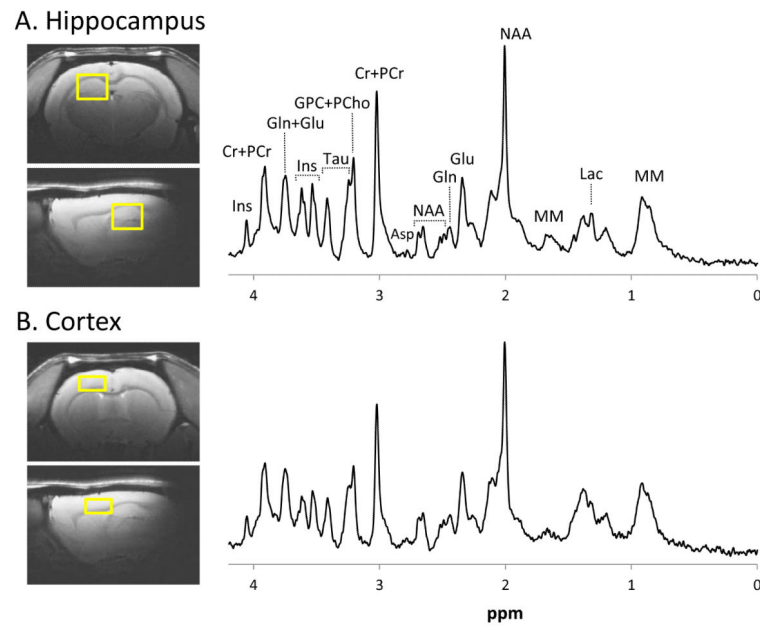 A. Hippocampus
NAA
Cr+PCr
GPC+PCho
Gln+Glu
Cr+PCr
Ins
Tau
Glu
Gln
Lac
MM
Ins
Asp
NAA
MM
4 3 2 1 0
B. Cortex
4 3 2 1 0
ppm